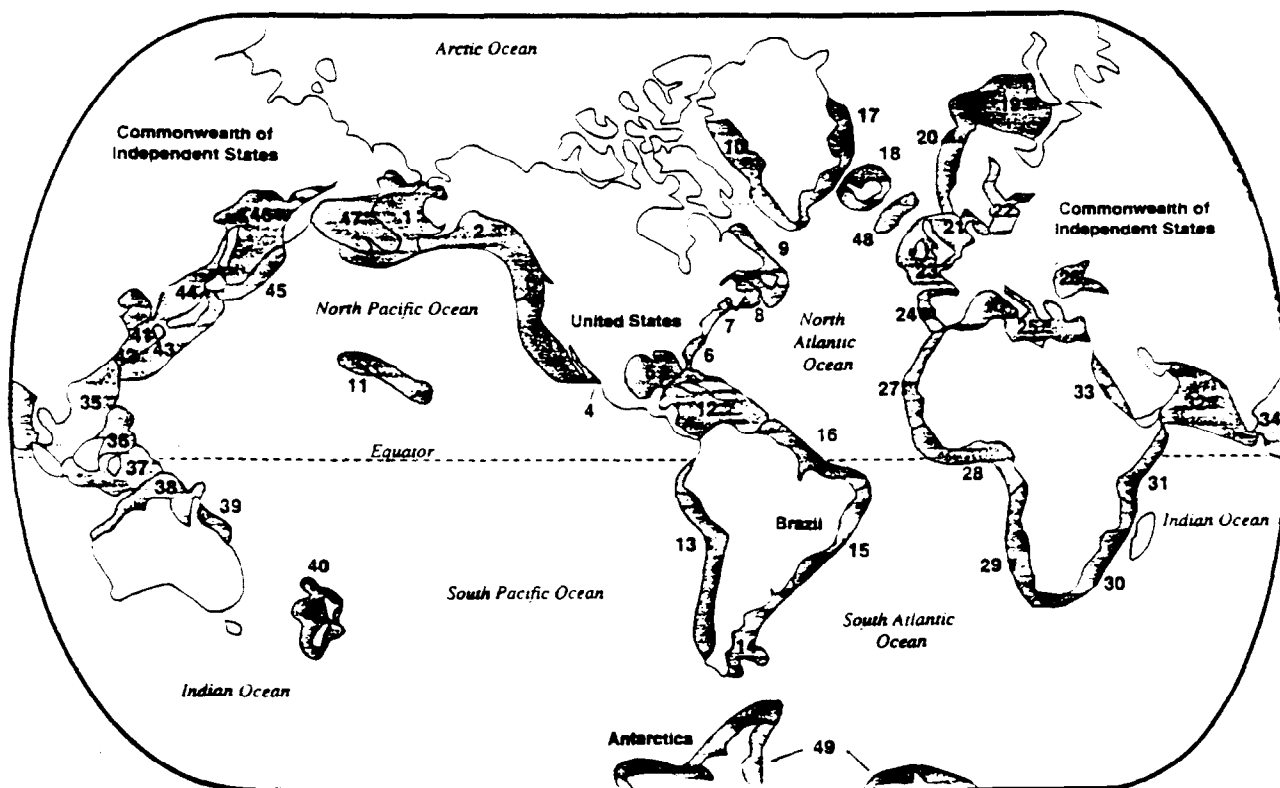 Arctic Ocean
17
19
Commonwealth of
Independent States
10
20
18
46
47
1
2
22
Commonwealth of
Independent States
21
9
48
23
26
44
45
North Pacific Ocean
United States
7
8
North
Atlantic
Ocean
24
25
41
42
43
6
11
4
12
27
33
32
34
35
36
16
Equator
37
28
38
31
39
Brazil
Indian Ocean
13
15
40
29
30
South Pacific Ocean
South Atlantic
Ocean
14
Indian Ocean
Antarctica
49